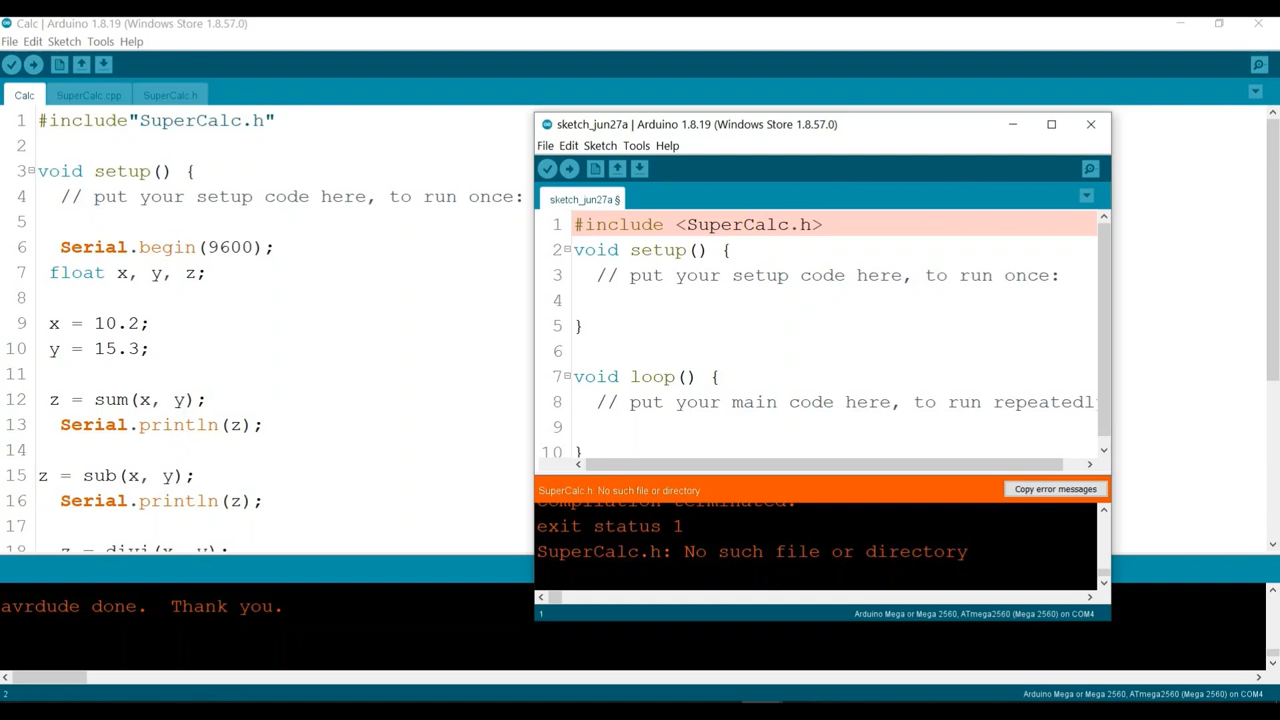 Calc | Arduino 1.8.19 (Windows Store 1.8.57.0)
File Edit Sketch Tools Help
Calc SuperCalc.cpp SuperCalc.h
1 #include"SuperCalc.h"
2
3 void setup() {
4 // put your setup code here, to run once:
5
6 Serial.begin(9600);
7 float x, y, z;
8
9 x = 10.2;
10 y = 15.3;
11
12 z = sum(x, y);
13 Serial.println(z);
14
15 z = sub(x, y);
16 Serial.println(z);
17
18 z = divi(x, y);
avrdude done. Thank you.
2
Arduino Mega or Mega 2560, ATmega2560 (Mega 2560) on COM4
sketch_jun27a | Arduino 1.8.19 (Windows Store 1.8.57.0)
File Edit Sketch Tools Help
sketch_jun27a §
1 #include <SuperCalc.h>
2 void setup() {
3 // put your setup code here, to run once:
4
5 }
6
7 void loop() {
8 // put your main code here, to run repeatedl
9
10 }
SuperCalc.h: No such file or directory
Copy error messages
compilation terminated.
exit status 1
SuperCalc.h: No such file or directory
1
Arduino Mega or Mega 2560, ATmega2560 (Mega 2560) on COM4